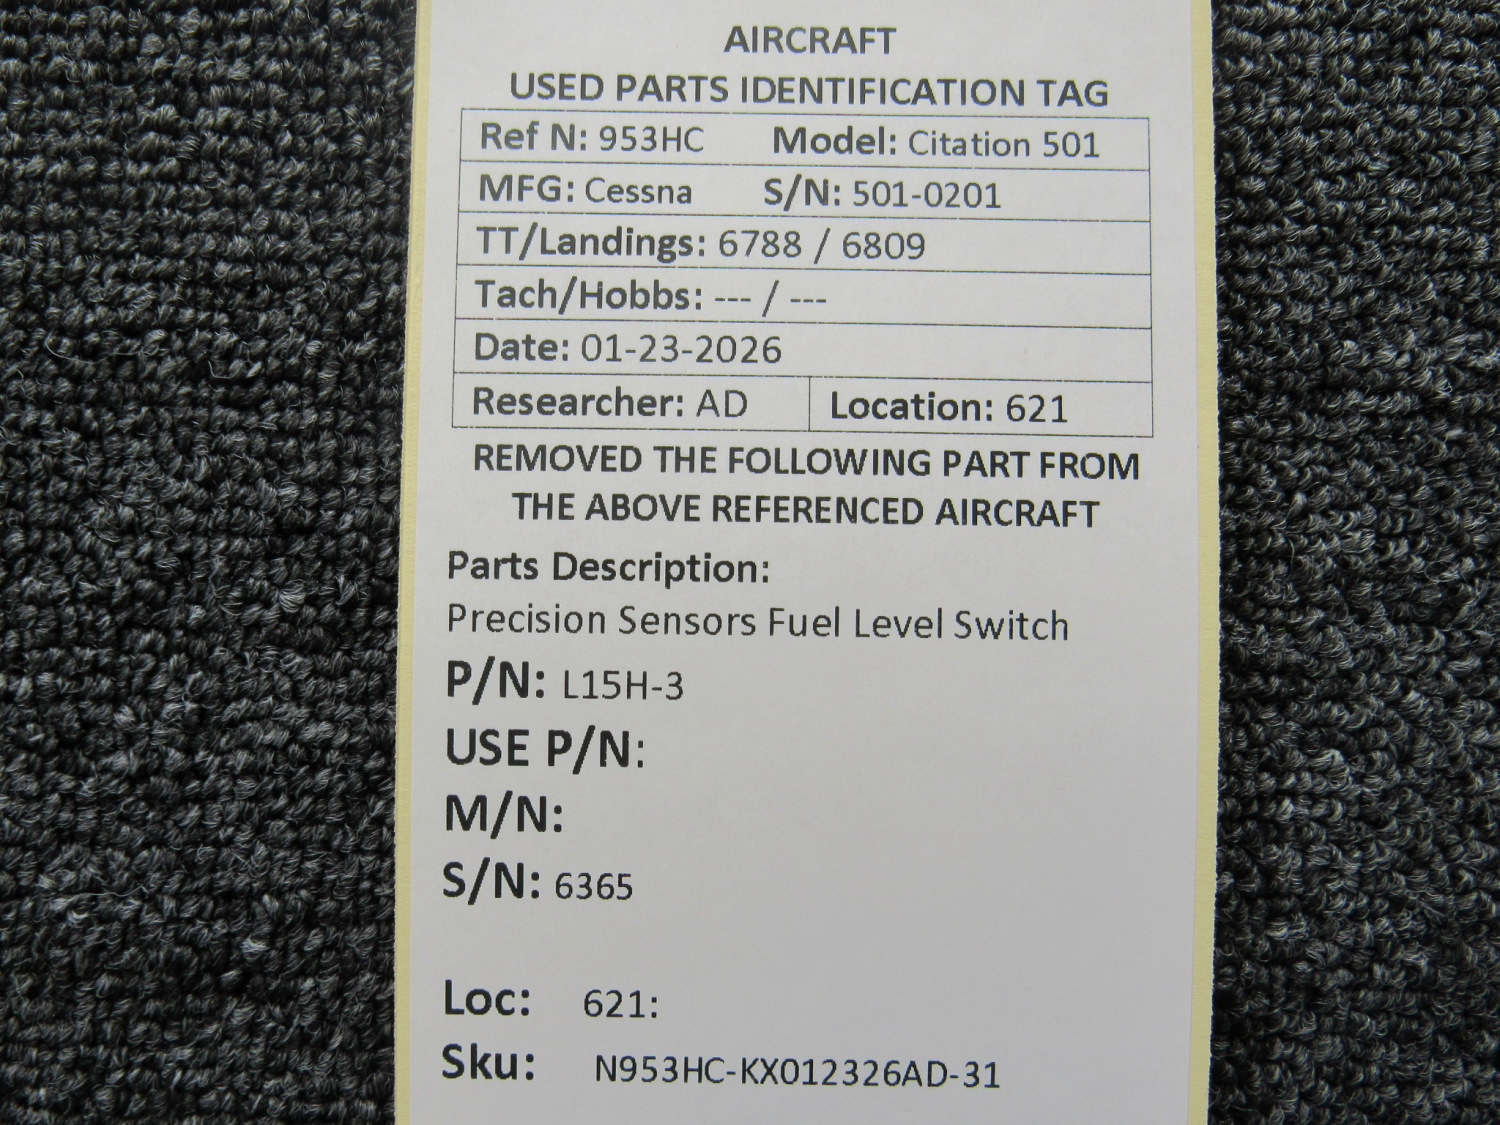 AIRCRAFT
USED PARTS IDENTIFICATION TAG
Ref N: 953HC Model: Citation 501
MFG: Cessna S/N: 501-0201
TT/Landings: 6788 / 6809
Tach/Hobbs: --- / ---
Date: 01-23-2026
Researcher: AD Location: 621
REMOVED THE FOLLOWING PART FROM
THE ABOVE REFERENCED AIRCRAFT
Parts Description:
Precision Sensors Fuel Level Switch
P/N: L15H-3
USE P/N:
M/N:
S/N: 6365
Loc: 621:
Sku: N953HC-KX012326AD-31